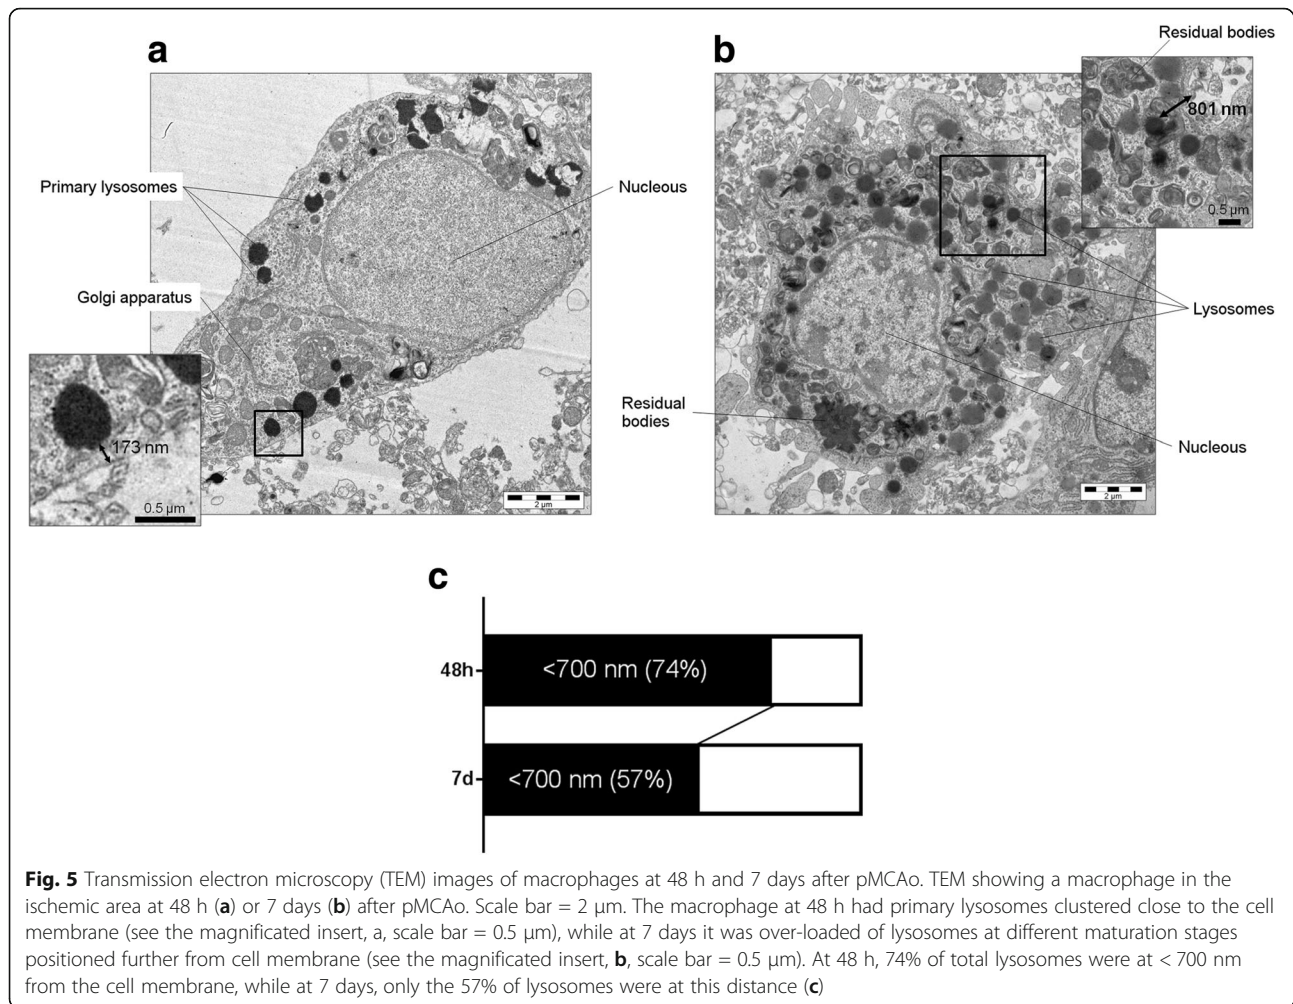 a
Primary lysosomes
Nucleous
Golgi apparatus
173 nm
0.5 µm
2 µm
b
Residual bodies
801 nm
0.5 µm
Lysosomes
Residual
bodies
Nucleous
2 µm
c
48h
<700 nm (74%)
7d
<700 nm (57%)
Fig. 5 Transmission electron microscopy (TEM) images of macrophages at 48 h and 7 days after pMCAo. TEM showing a macrophage in the
ischemic area at 48 h (a) or 7 days (b) after pMCAo. Scale bar = 2 µm. The macrophage at 48 h had primary lysosomes clustered close to the cell
membrane (see the magnificated insert, a, scale bar = 0.5 µm), while at 7 days it was over-loaded of lysosomes at different maturation stages
positioned further from cell membrane (see the magnificated insert, b, scale bar = 0.5 µm). At 48 h, 74% of total lysosomes were at < 700 nm
from the cell membrane, while at 7 days, only the 57% of lysosomes were at this distance (c)